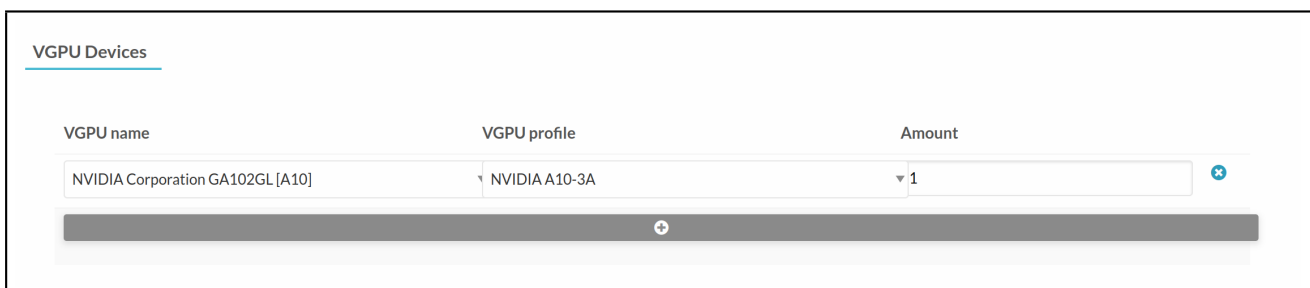 VGPU Devices
VGPU name VGPU profile Amount
NVIDIA Corporation GA102GL [A10] NVIDIA A10-3A 1